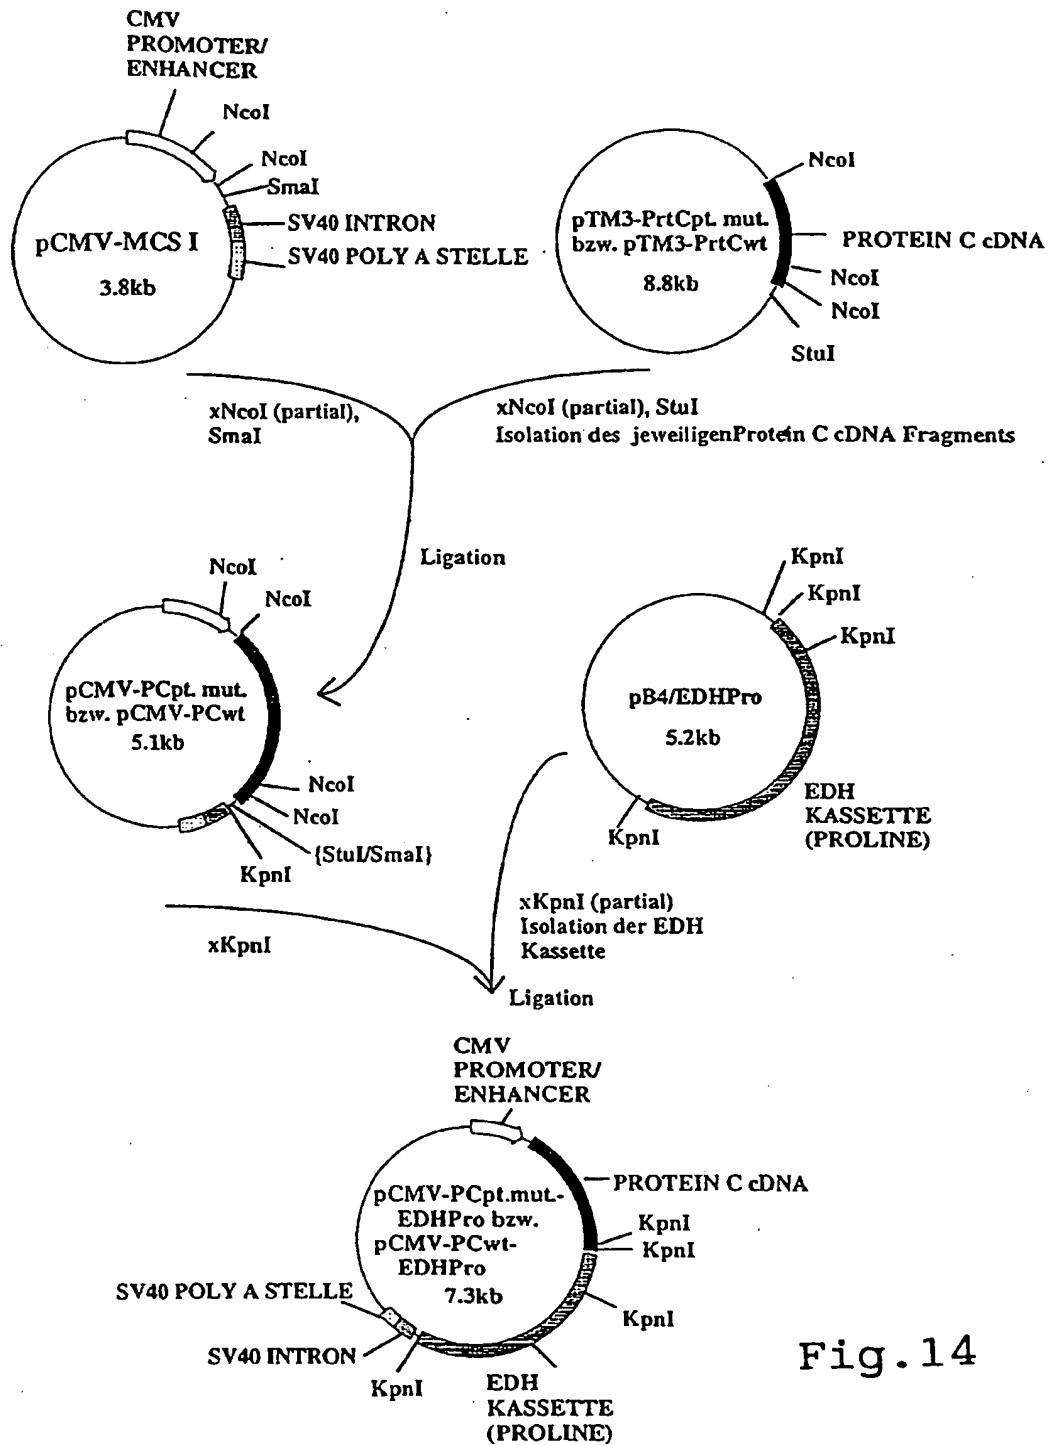 CMV
PROMOTER/
ENHANCER
NcoI
NcoI
SmaI
SV40 INTRON
SV40 POLY A STELLE
pCMV-MCS I
3.8kb
NcoI
pTM3-PrtCpt. mut.
bzw. pTM3-PrtCwt
8.8kb
PROTEIN C cDNA
NcoI
NcoI
StuI
xNcoI (partial),
SmaI
xNcoI (partial), StuI
Isolation des jeweiligenProtein C cDNA Fragments
Ligation
NcoI
NcoI
pCMV-PCpt. mut.
bzw. pCMV-PCwt
5.1kb
NcoI
NcoI
{StuI/SmaI}
KpnI
KpnI
KpnI
KpnI
pB4/EDHPro
5.2kb
EDH
KASSETTE
(PROLINE)
KpnI
xKpnI
xKpnI (partial)
Isolation der EDH
Kassette
Ligation
CMV
PROMOTER/
ENHANCER
PROTEIN C cDNA
pCMV-PCpt.mut.-
EDHPro bzw.
pCMV-PCwt-
EDHPro
7.3kb
KpnI
KpnI
KpnI
SV40 POLY A STELLE
SV40 INTRON
KpnI
EDH
KASSETTE
(PROLINE)
Fig.14